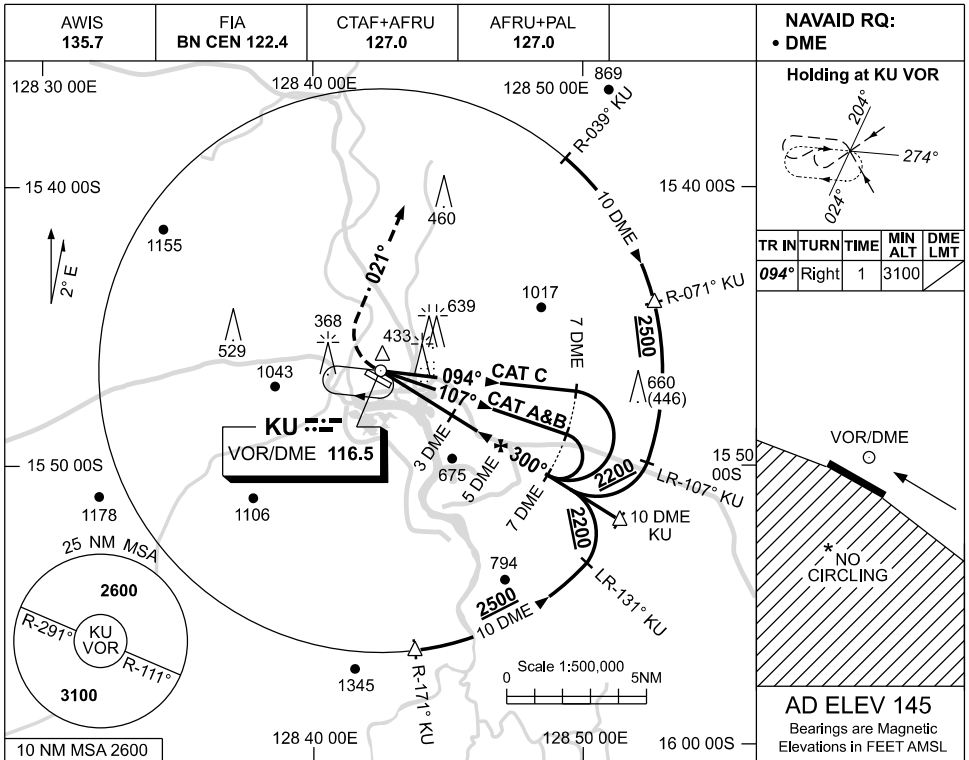 AWIS
135.7
FIA
BN CEN 122.4
CTAF+AFRU
127.0
AFRU+PAL
127.0
NAVAID RQ:
• DME
128 30 00E
128 40 00E
128 50 00E
869
R-039° KU
Holding at KU VOR
204°
274°
024°
15 40 00S
15 40 00S
10 DME
460
1155
021°
2° E
TR IN
TURN
TIME
MIN ALT
DME LMT
094°
Right
1
3100
R-071° KU
1017
639
7 DME
2500
368
433
529
094°
CAT C
660
(446)
1043
107°
CAT A&B
KU
VOR/DME 116.5
3 DME
300°
5 DME
675
7 DME
2200
LR-107° KU
15 50 00S
15 50
00S
VOR/DME
1178
1106
10 DME
KU
2200
25 NM MSA
2600
R-291°
KU
VOR
R-111°
3100
794
2500
10 DME
LR-131° KU
*NO
CIRCLING
1345
R-171° KU
Scale 1:500,000
0
5NM
AD ELEV 145
Bearings are Magnetic
Elevations in FEET AMSL
10 NM MSA 2600
128 40 00E
128 50 00E
16 00 00S